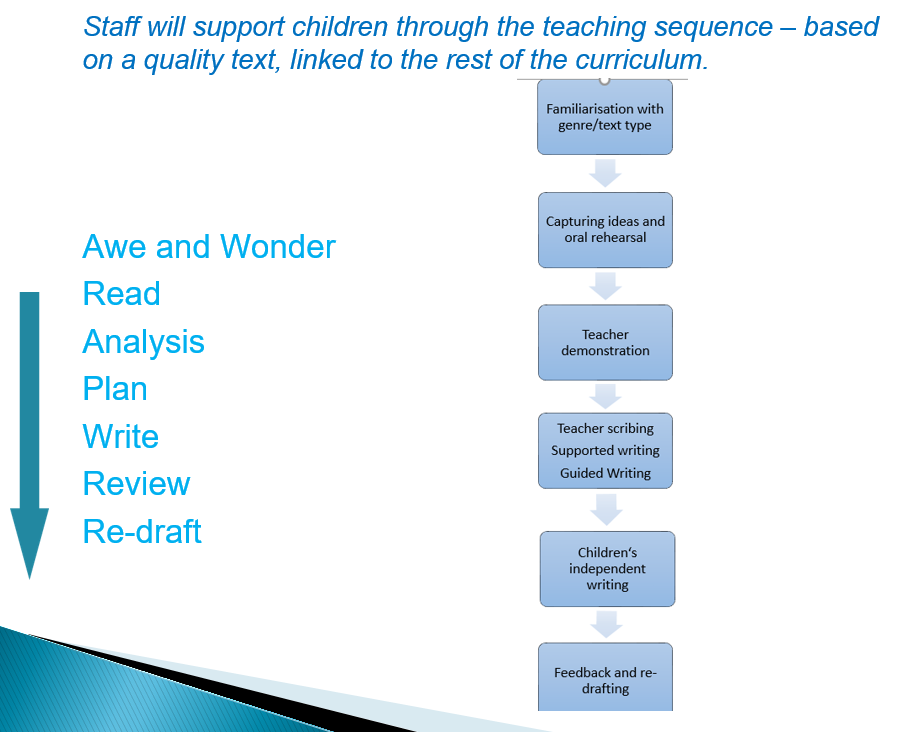 Staff will support children through the teaching sequence – based
on a quality text, linked to the rest of the curriculum.
Awe and Wonder
Read
Analysis
Plan
Write
Review
Re-draft
Familiarisation with
genre/text type
Capturing ideas and
oral rehearsal
Teacher
demonstration
Teacher scribing
Supported writing
Guided Writing
Children‘s
independent
writing
Feedback and re-
drafting